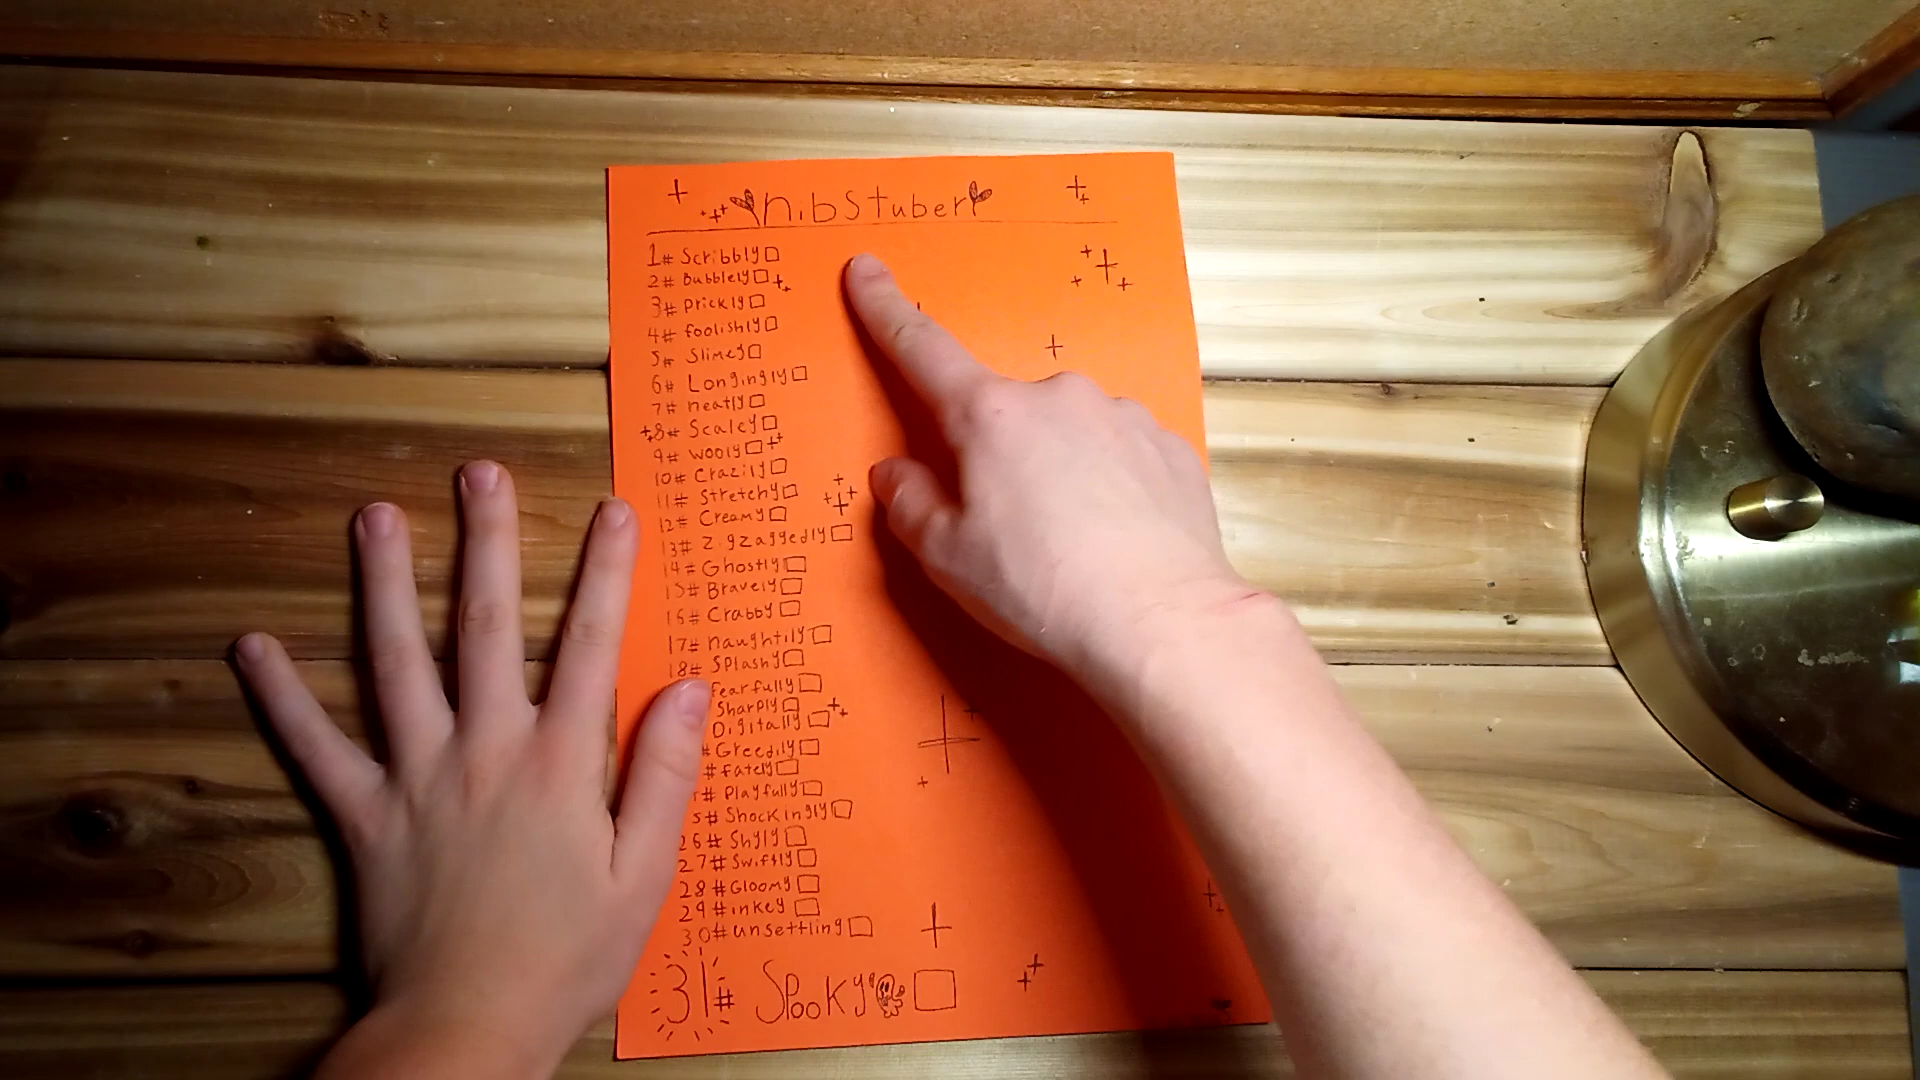 nibStuber
1# Scribbly
2# Bubblely
3# prickly
4# foolishly
5# Slimey
6# Longingly
7# neatly
8# Scaley
9# wooly
10# Crazily
11# Stretchy
12# Creamy
13# zigzaggedly
14# Ghostly
15# Bravely
16# Crabby
17# naughtily
18# Splashy
fearfully
Sharply
Digitally
# Greedily
# fately
# Playfully
5# Shockingly
26# Shyly
27# Swiftly
28# Gloomy
29# inkey
30# unsettling
31# Spooky